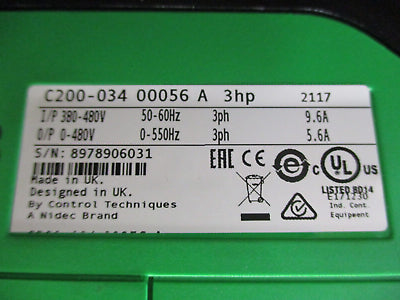 C200-034 00056 A 3hp 2117
I/P 380-480V 50-60Hz 3ph 9.6A
O/P 0-480V 0-550Hz 3ph 5.6A
S/N: 8978906031
EAC CE c UL US
Made in UK.
Designed in UK.
By Control Techniques
A Nidec Brand
LISTED 8D14
E171230
Ind. Cont.
Equipment